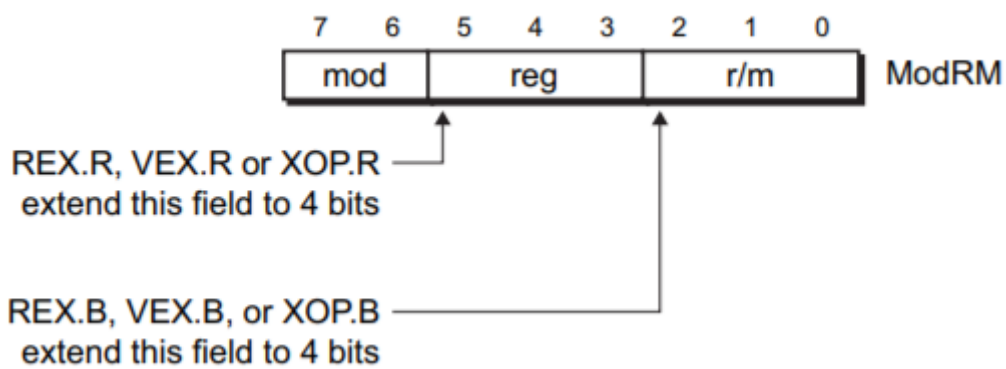 7 6 5 4 3 2 1 0
mod reg r/m ModRM
REX.R, VEX.R or XOP.R
extend this field to 4 bits
REX.B, VEX.B, or XOP.B
extend this field to 4 bits